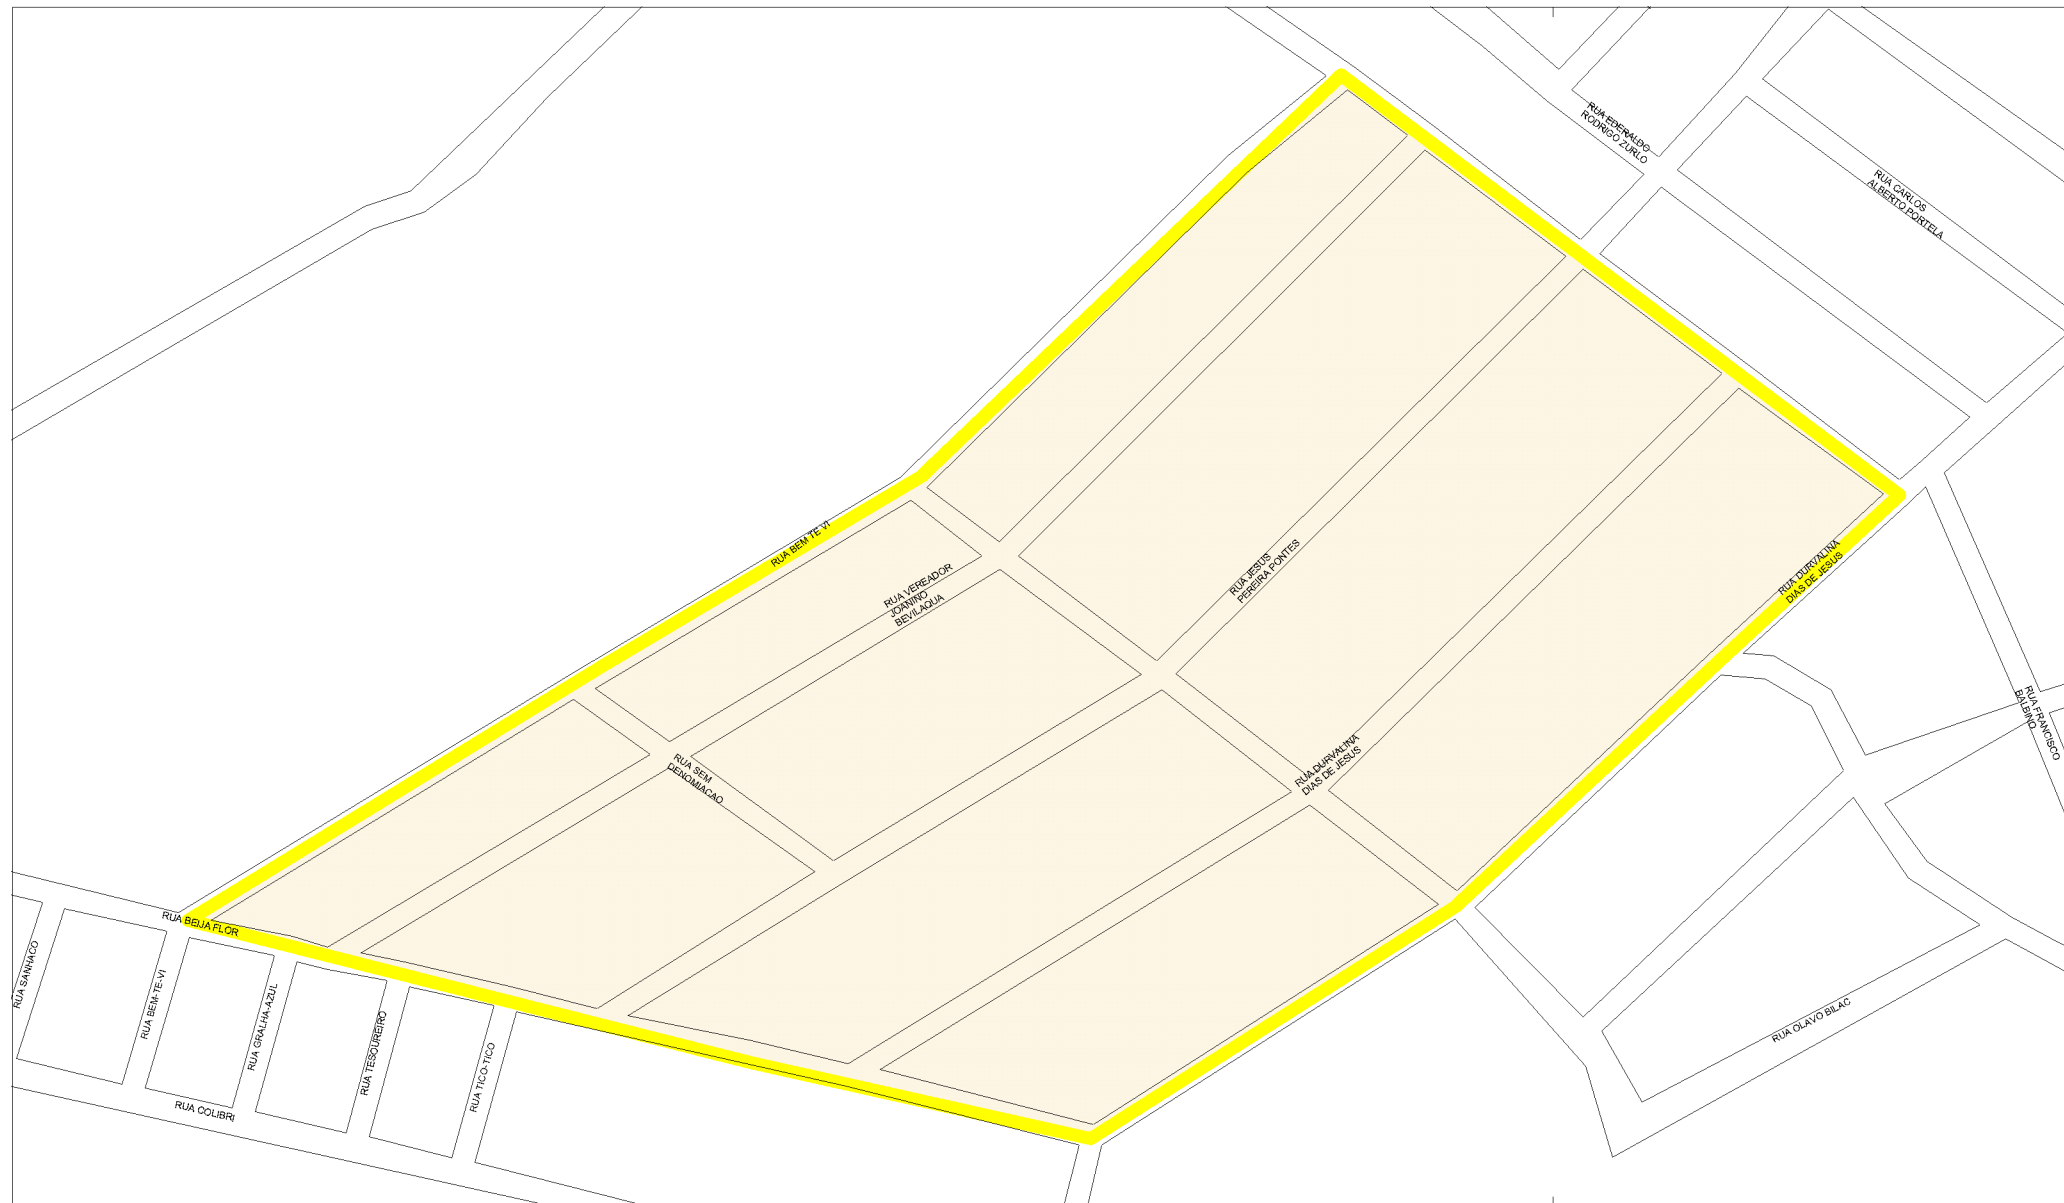 RUA EDERALDO
RODRIGO ZURLO
RUA CARLOS
ALBERTO PORTELA
RUA BEM TE VI
RUA VEREADOR
JOANINO
BEVILAQUA
RUA JESUS
PEREIRA PONTES
RUA DURVALINA
DIAS DE JESUS
RUA FRANCISCO
BALBINO
RUA SEM
DENOMIACAO
RUA DURVALINA
DIAS DE JESUS
RUA BEIJA FLOR
RUA SANHACO
RUA BEM-TE-VI
RUA GRALHA-AZUL
RUA TESOUREIRO
RUA TICO-TICO
RUA OLAVO BILAC
RUA COLIBRI